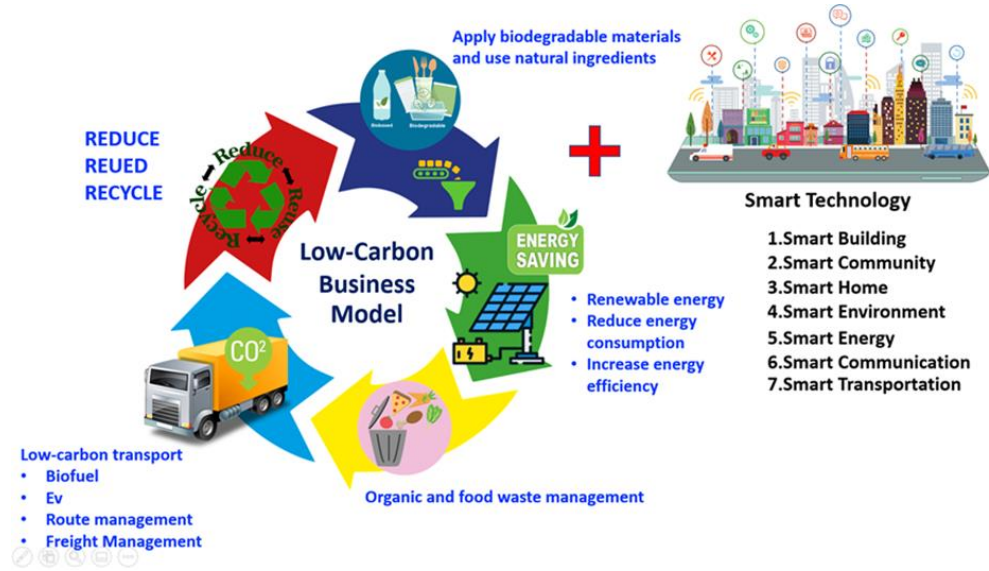 Apply biodegradable materials
and use natural ingredients
Biobased
Biodegradable
REDUCE
REUED
RECYCLE
Reduce
Reuse
Recycle
Low-Carbon
Business
Model
ENERGY
SAVING
• Renewable energy
• Reduce energy
consumption
• Increase energy
efficiency
CO²
Low-carbon transport
• Biofuel
• Ev
• Route management
• Freight Management
Organic and food waste management
Smart Technology
1.Smart Building
2.Smart Community
3.Smart Home
4.Smart Environment
5.Smart Energy
6.Smart Communication
7.Smart Transportation